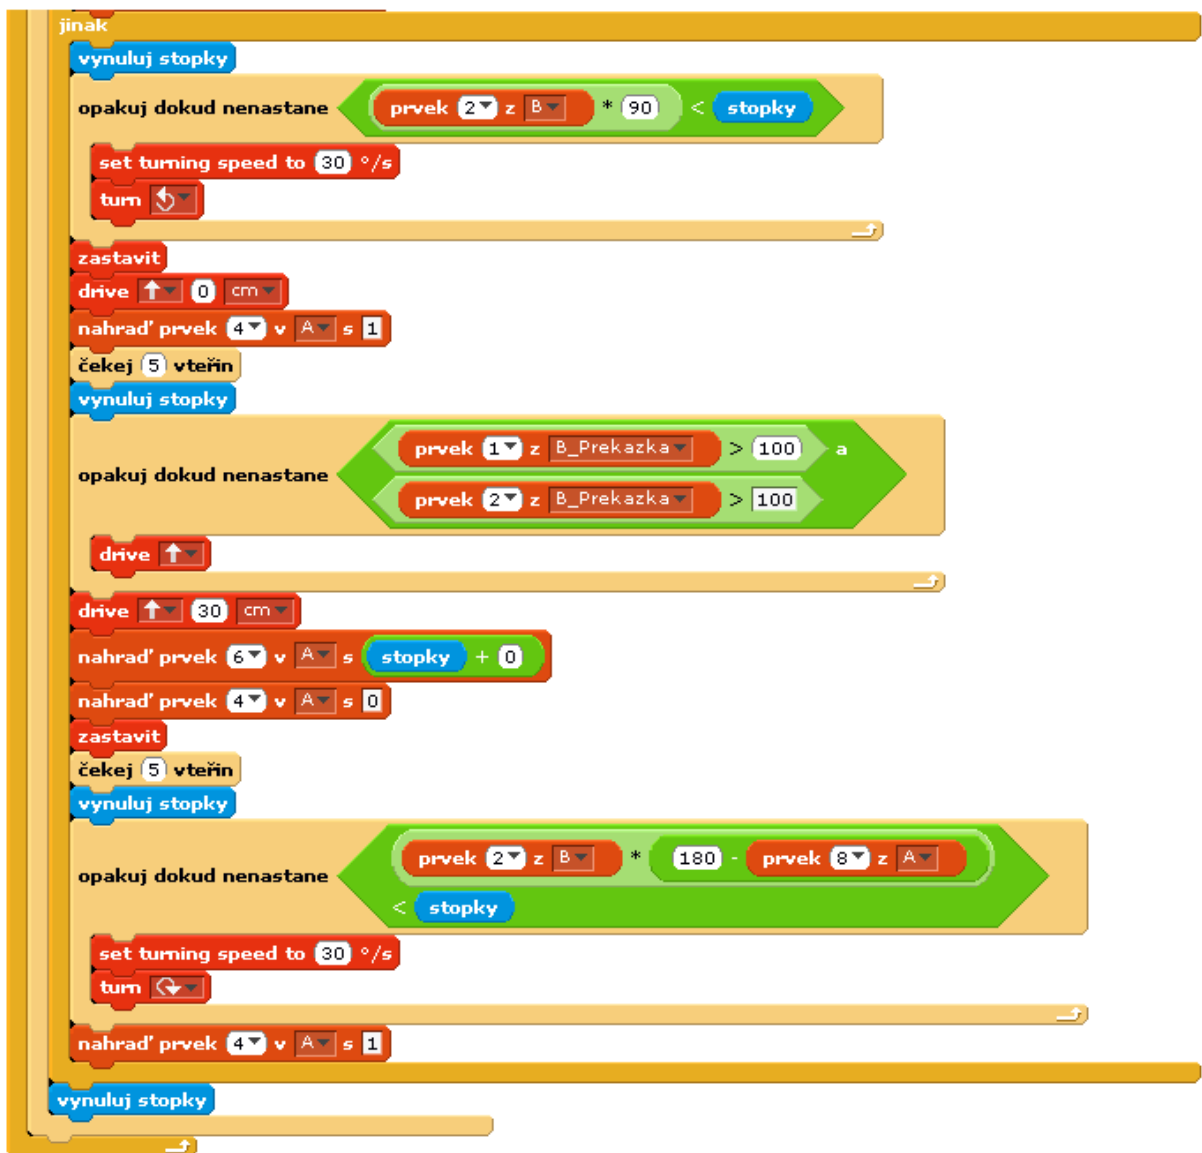 jinak
vynuluj stopky
opakuj dokud nenastane prvek 2 z B * 90 < stopky
set turning speed to 30 °/s
turn
zastavit
drive 0 cm
nahraď prvek 4 v A s 1
čekej 5 vteřin
vynuluj stopky
prvek 1 z B_Prekazka > 100 a
opakuj dokud nenastane
prvek 2 z B_Prekazka > 100
drive
drive 30 cm
nahraď prvek 6 v A s stopky + 0
nahraď prvek 4 v A s 0
zastavit
čekej 5 vteřin
vynuluj stopky
prvek 2 z B * 180 - prvek 8 z A
opakuj dokud nenastane
< stopky
set turning speed to 30 °/s
turn
nahraď prvek 4 v A s 1
vynuluj stopky